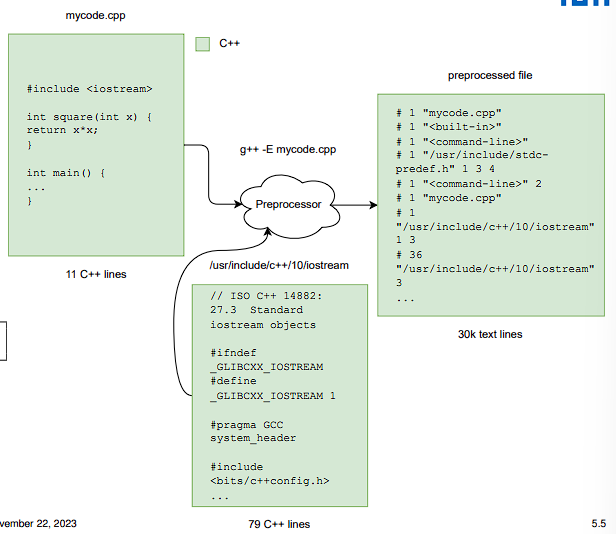 mycode.cpp
C++
#include <iostream>
int square(int x) {
return x*x;
}
int main() {
...
}
11 C++ lines
g++ -E mycode.cpp
Preprocessor
/usr/include/c++/10/iostream
// ISO C++ 14882:
27.3  Standard
iostream objects
#ifndef
_GLIBCXX_IOSTREAM
#define
_GLIBCXX_IOSTREAM 1
#pragma GCC
system_header
#include
<bits/c++config.h>
...
79 C++ lines
preprocessed file
# 1 "mycode.cpp"
# 1 "<built-in>"
# 1 "<command-line>"
# 1 "/usr/include/stdc-
predef.h" 1 3 4
# 1 "<command-line>" 2
# 1 "mycode.cpp"
# 1
"/usr/include/c++/10/iostream"
1 3
# 36
"/usr/include/c++/10/iostream"
3
...
30k text lines
vember 22, 2023
5.5